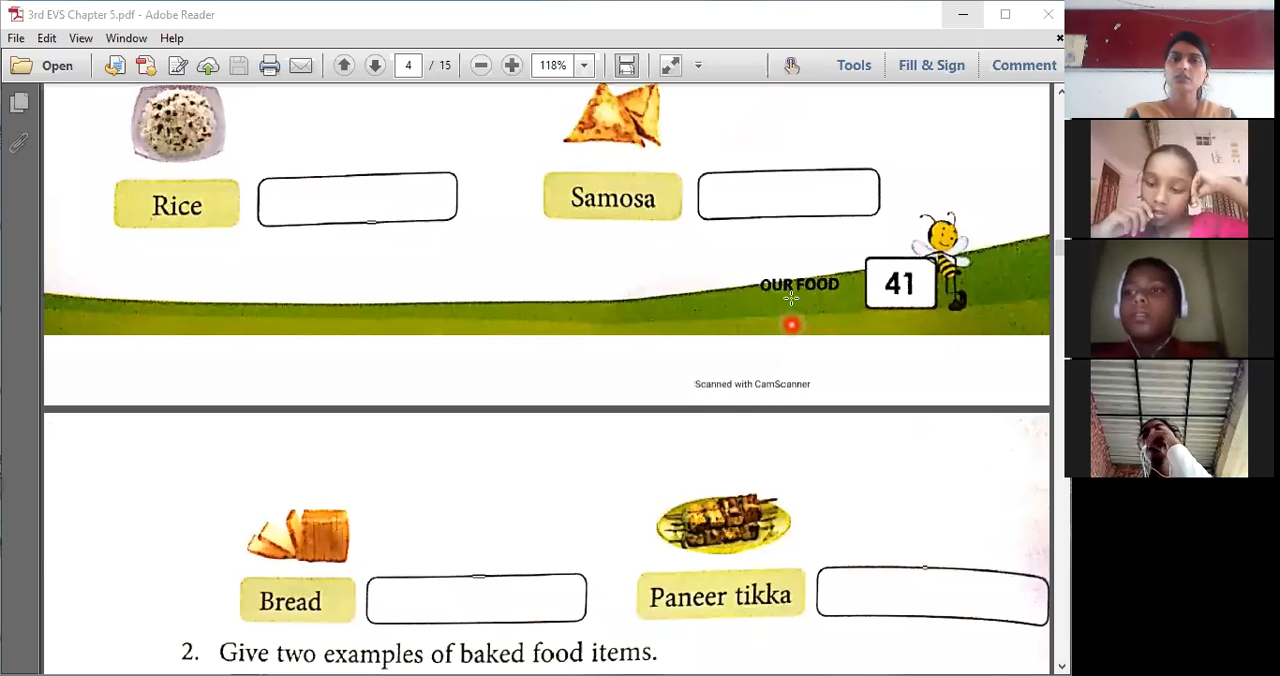 3rd EVS Chapter 5.pdf - Adobe Reader
File Edit View Window Help
Open 4 / 15 118% Tools Fill & Sign Comment
Rice Samosa
OUR FOOD 41
Scanned with CamScanner
Bread Paneer tikka
2. Give two examples of baked food items.